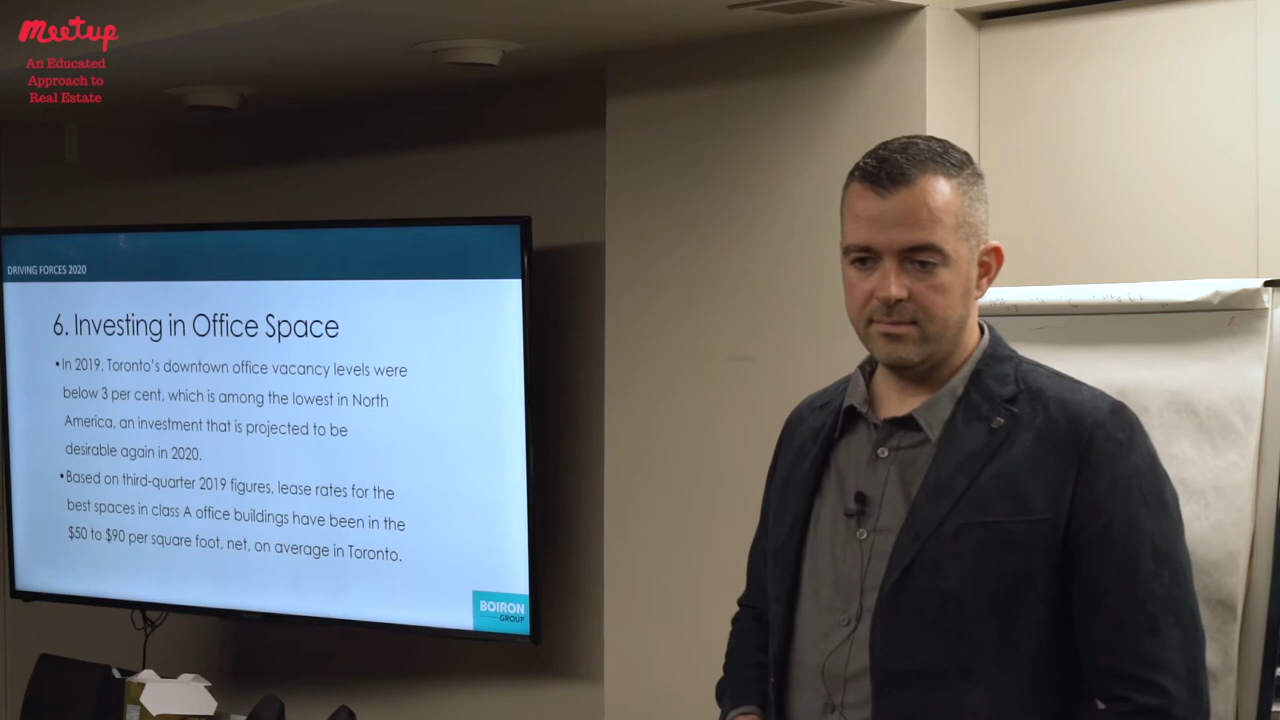 Meetup
An Educated
Approach to
Real Estate
DRIVING FORCES 2020
6. Investing in Office Space
•In 2019, Toronto's downtown office vacancy levels were
below 3 per cent, which is among the lowest in North
America, an investment that is projected to be
desirable again in 2020.
•Based on third-quarter 2019 figures, lease rates for the
best spaces in class A office buildings have been in the
$50 to $90 per square foot, net, on average in Toronto.
BOIRON
GROUP